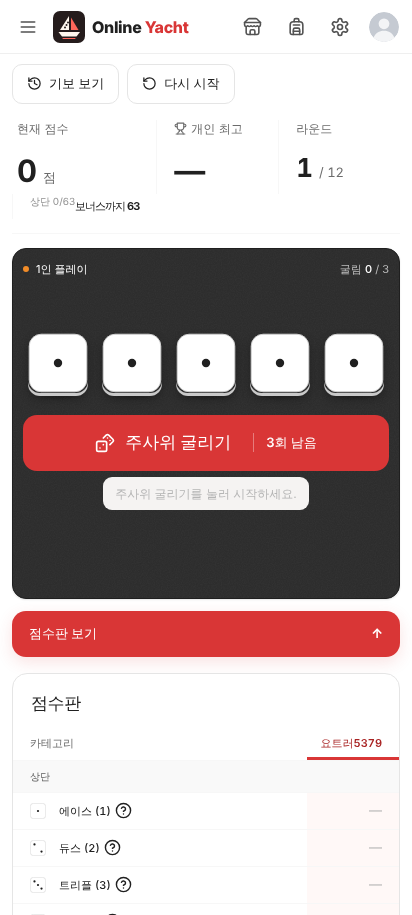 Online Yacht
기보 보기
다시 시작
현재 점수
개인 최고
라운드
0 점
—
1 / 12
상단 0/63
보너스까지 63
1인 플레이
굴림 0 / 3
주사위 굴리기
3회 남음
주사위 굴리기를 눌러 시작하세요.
점수판 보기
점수판
카테고리
요트러5379
상단
에이스 (1)
—
듀스 (2)
—
트리플 (3)
—